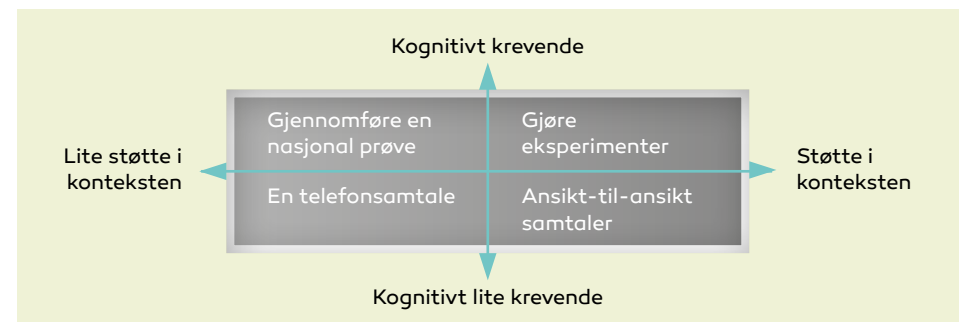 Kognitivt krevende
Gjennomføre en
nasjonal prøve
Gjøre
eksperimenter
Lite støtte i
konteksten
Støtte i
konteksten
En telefonsamtale
Ansikt-til-ansikt
samtaler
Kognitivt lite krevende